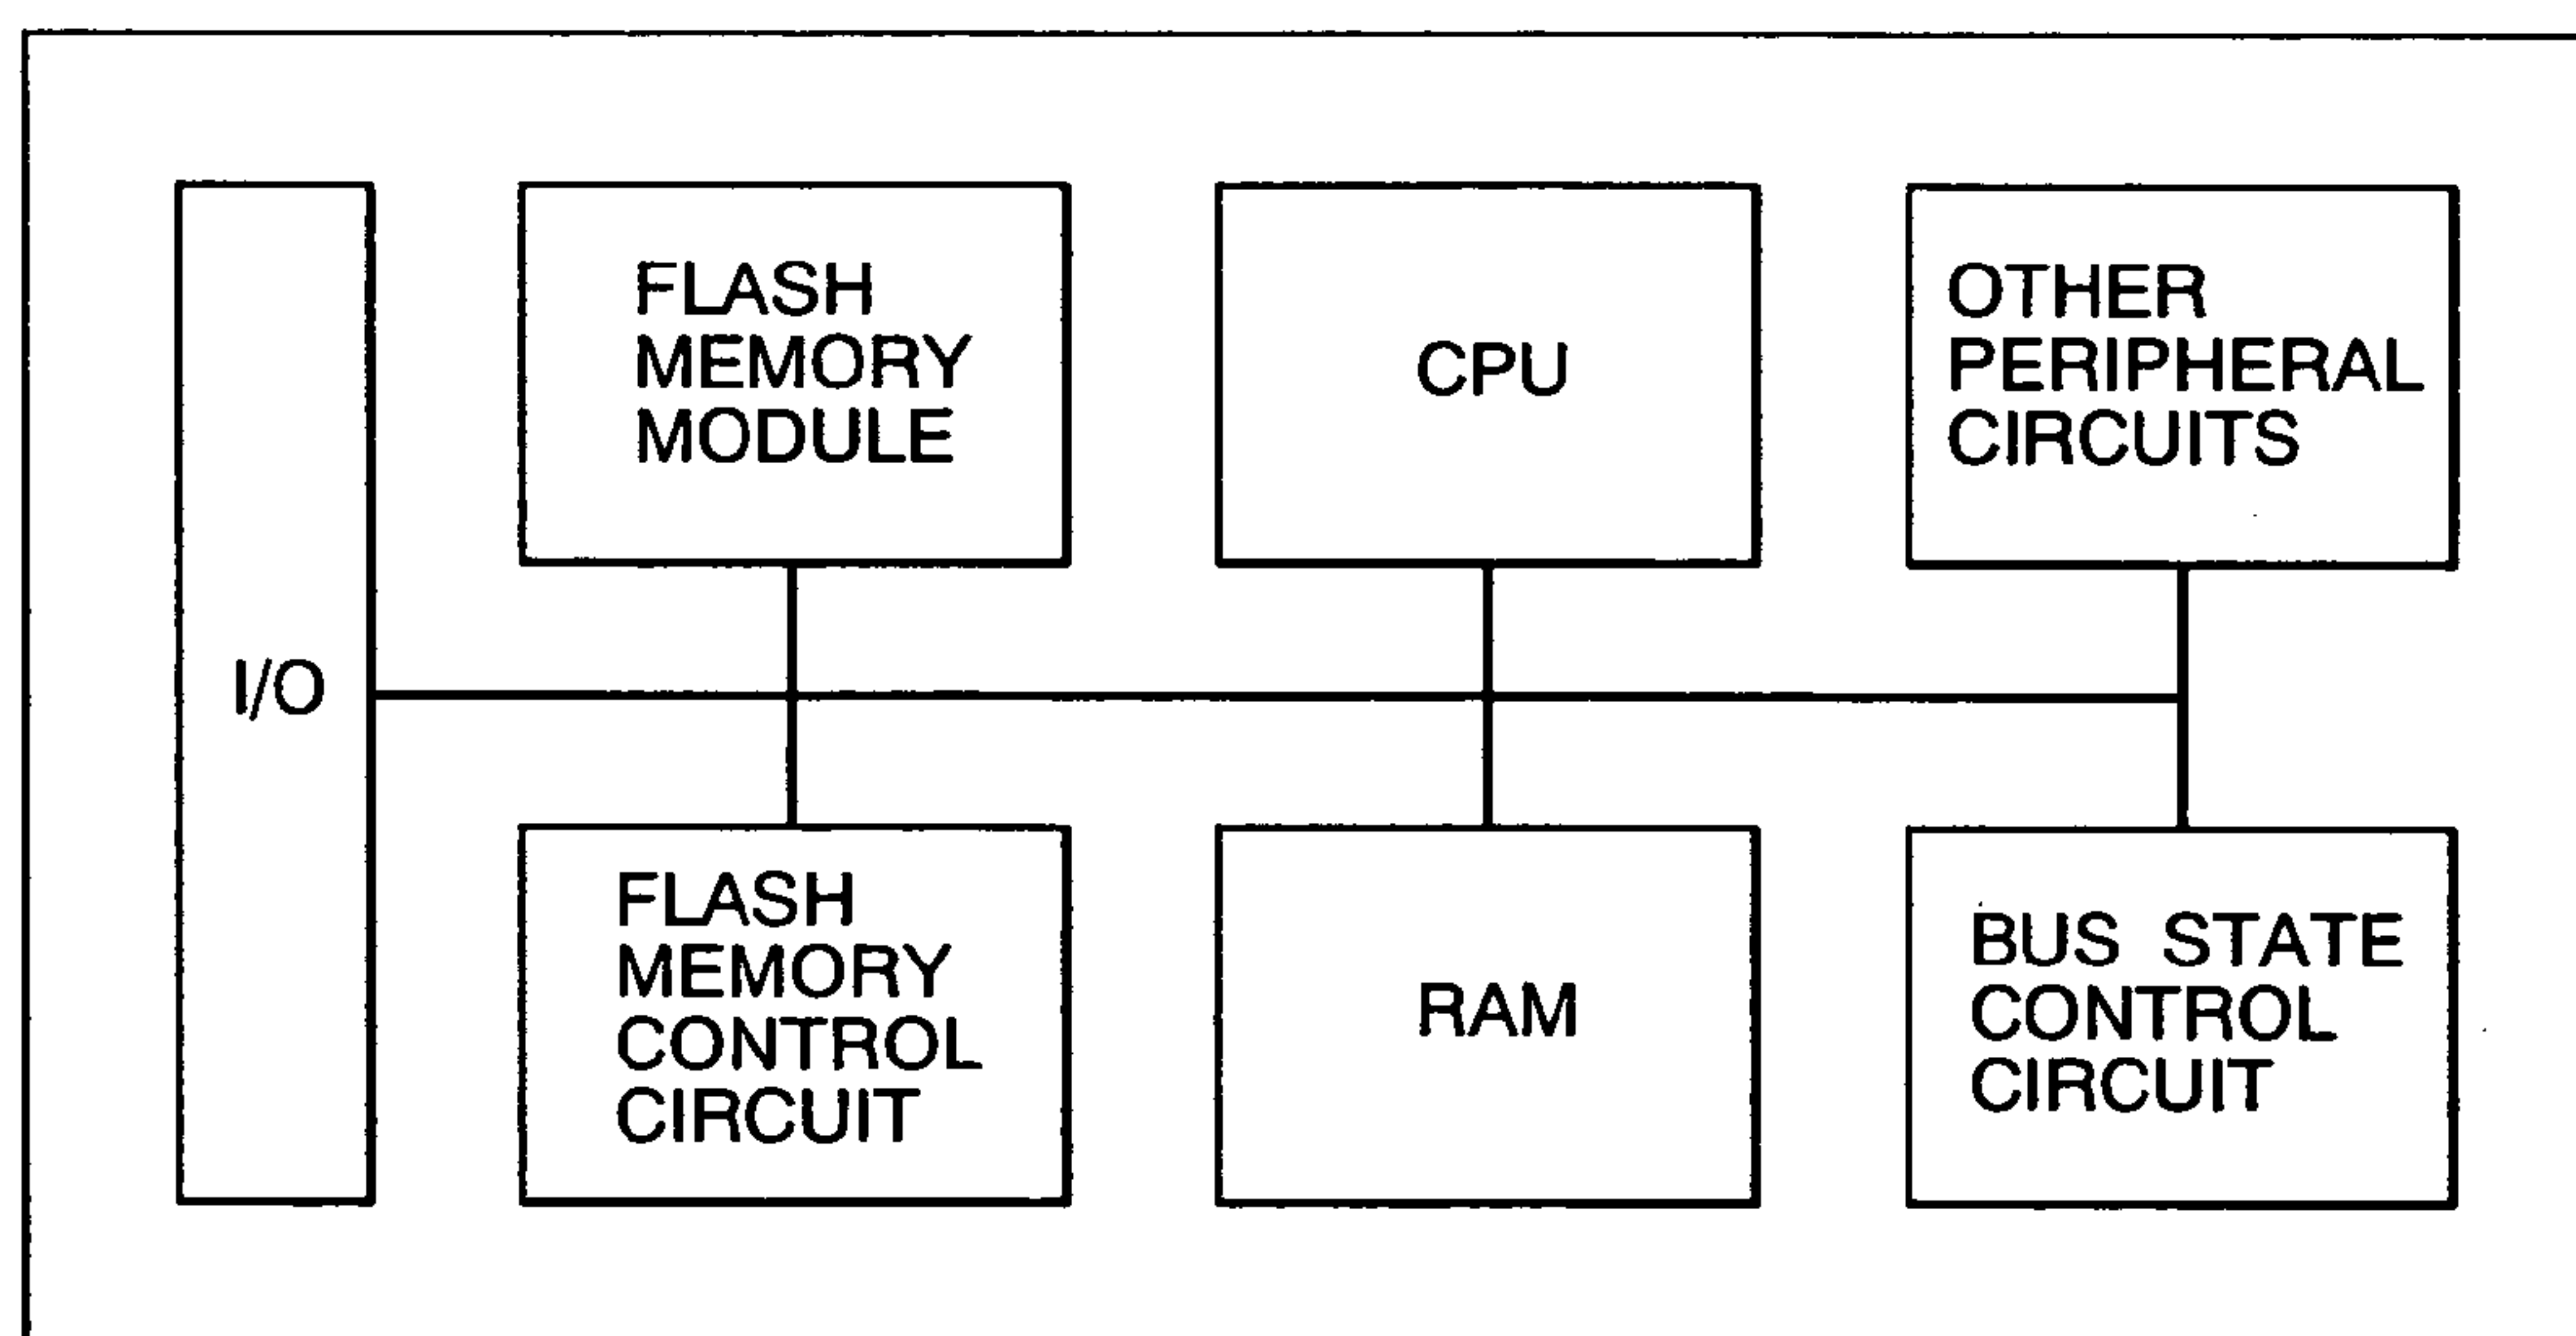 I/O
FLASH
MEMORY
MODULE
CPU
OTHER
PERIPHERAL
CIRCUITS
FLASH
MEMORY
CONTROL
CIRCUIT
RAM
BUS STATE
CONTROL
CIRCUIT